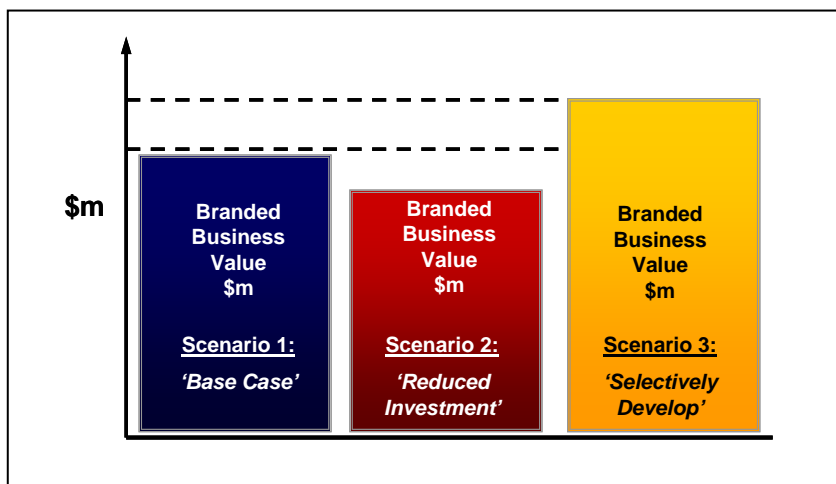 $m
Branded
Business
Value
$m
Scenario 1:
‘Base Case’
Branded
Business
Value
$m
Scenario 2:
‘Reduced
Investment’
Branded
Business
Value
$m
Scenario 3:
‘Selectively
Develop’